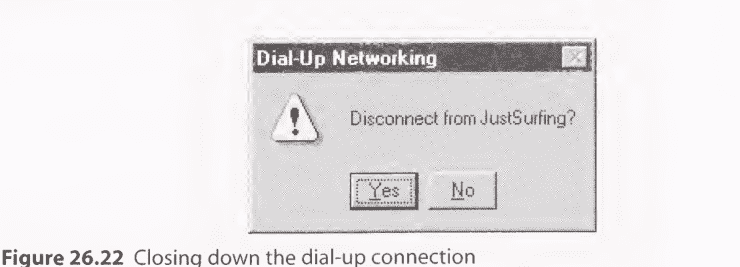 Dial-Up Networking
Disconnect from JustSurfing?
Yes No
Figure 26.22 Closing down the dial-up connection